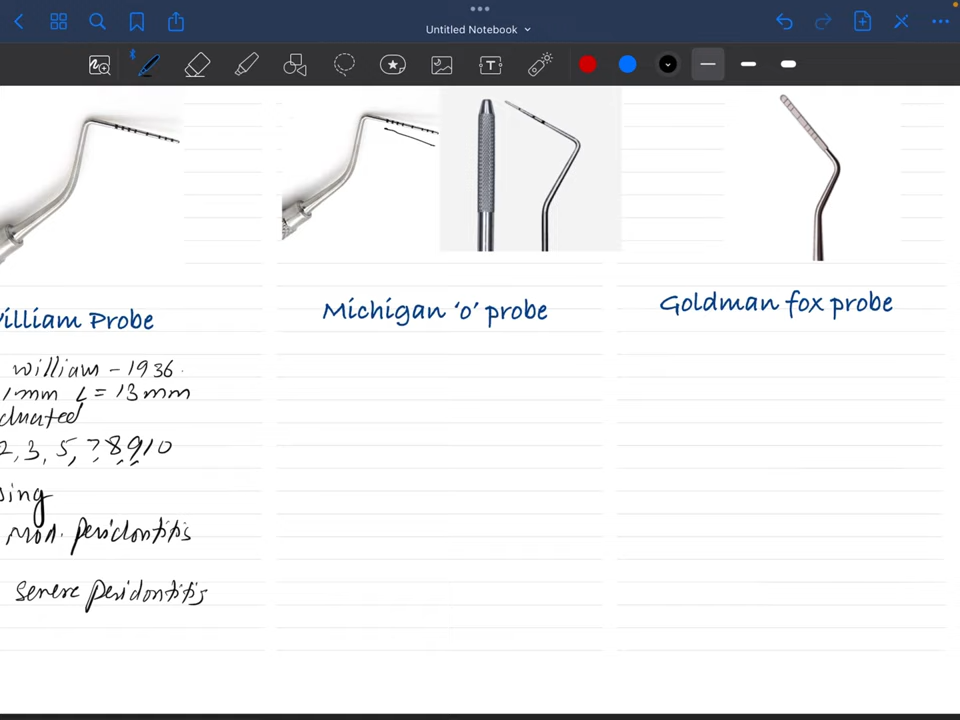 Untitled Notebook
T
illiam Probe
william - 1936.
1mm L = 13mm
duated
2, 3, 5, 7 8 9 10
sing
Mod. periodontitis
severe periodontitis
Michigan 'o' probe
Goldman fox probe